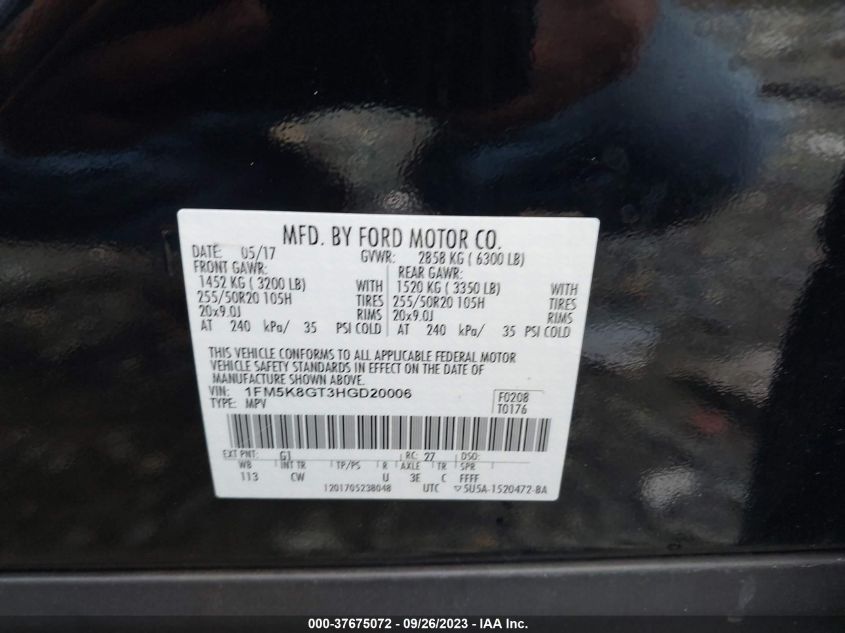 MFD. BY FORD MOTOR CO.
DATE: 05/17 GVWR: 2858 KG ( 6300 LB)
FRONT GAWR: REAR GAWR:
1452 KG ( 3200 LB) WITH 1520 KG ( 3350 LB) WITH
255/50R20 105H TIRES 255/50R20 105H TIRES
20x9.0J RIMS 20x9.0J RIMS
AT 240 kPa/ 35 PSI COLD AT 240 kPa/ 35 PSI COLD
THIS VEHICLE CONFORMS TO ALL APPLICABLE FEDERAL MOTOR
VEHICLE SAFETY STANDARDS IN EFFECT ON THE DATE OF
MANUFACTURE SHOWN ABOVE.
VIN: 1FM5K8GT3HGD20006 F0208
TYPE: MPV T0176
EXT PNT: G1 RC: 27 DSO:
WB INT TR TP/PS R AXLE TR SPR
113 CW U 3E C FFFF
1201705238048 UTC ▽5U5A-1520472-BA
000-37675072 - 09/26/2023 - IAA Inc.